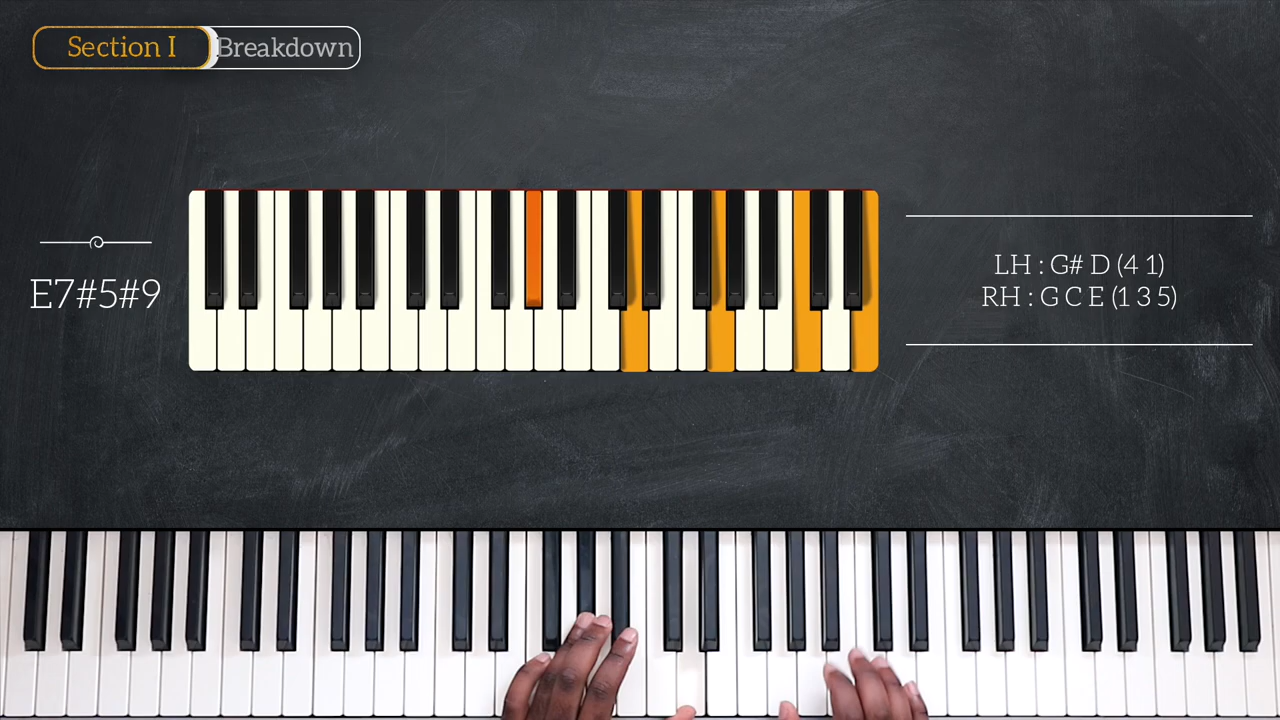 Section I Breakdown
E7#5#9
LH : G# D (4 1)
RH : G C E (1 3 5)